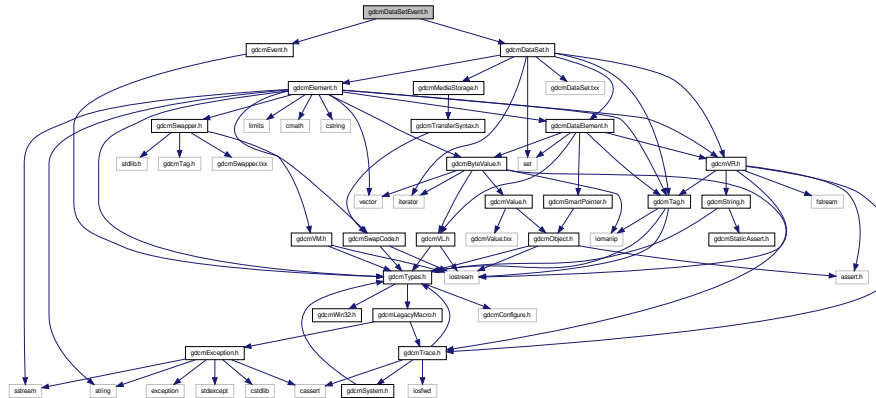 gdcmDataSetEvent.h
gdcmEvent.h
gdcmDataSet.h
gdcmElement.h
gdcmMediaStorage.h
gdcmDataSet.txx
gdcmSwapper.h
limits
cmath
cstring
gdcmTransferSyntax.h
gdcmDataElement.h
stdlib.h
gdcmTag.h
gdcmSwapper.txx
gdcmByteValue.h
set
gdcmVR.h
vector
iterator
gdcmValue.h
gdcmSmartPointer.h
gdcmTag.h
gdcmString.h
fstream
gdcmVM.h
gdcmSwapCode.h
gdcmVL.h
gdcmValue.txx
gdcmObject.h
iomanip
gdcmStaticAssert.h
gdcmTypes.h
iostream
assert.h
gdcmWin32.h
gdcmLegacyMacro.h
gdcmConfigure.h
gdcmException.h
gdcmTrace.h
sstream
string
exception
stdexcept
cstdlib
cassert
gdcmSystem.h
iosfwd